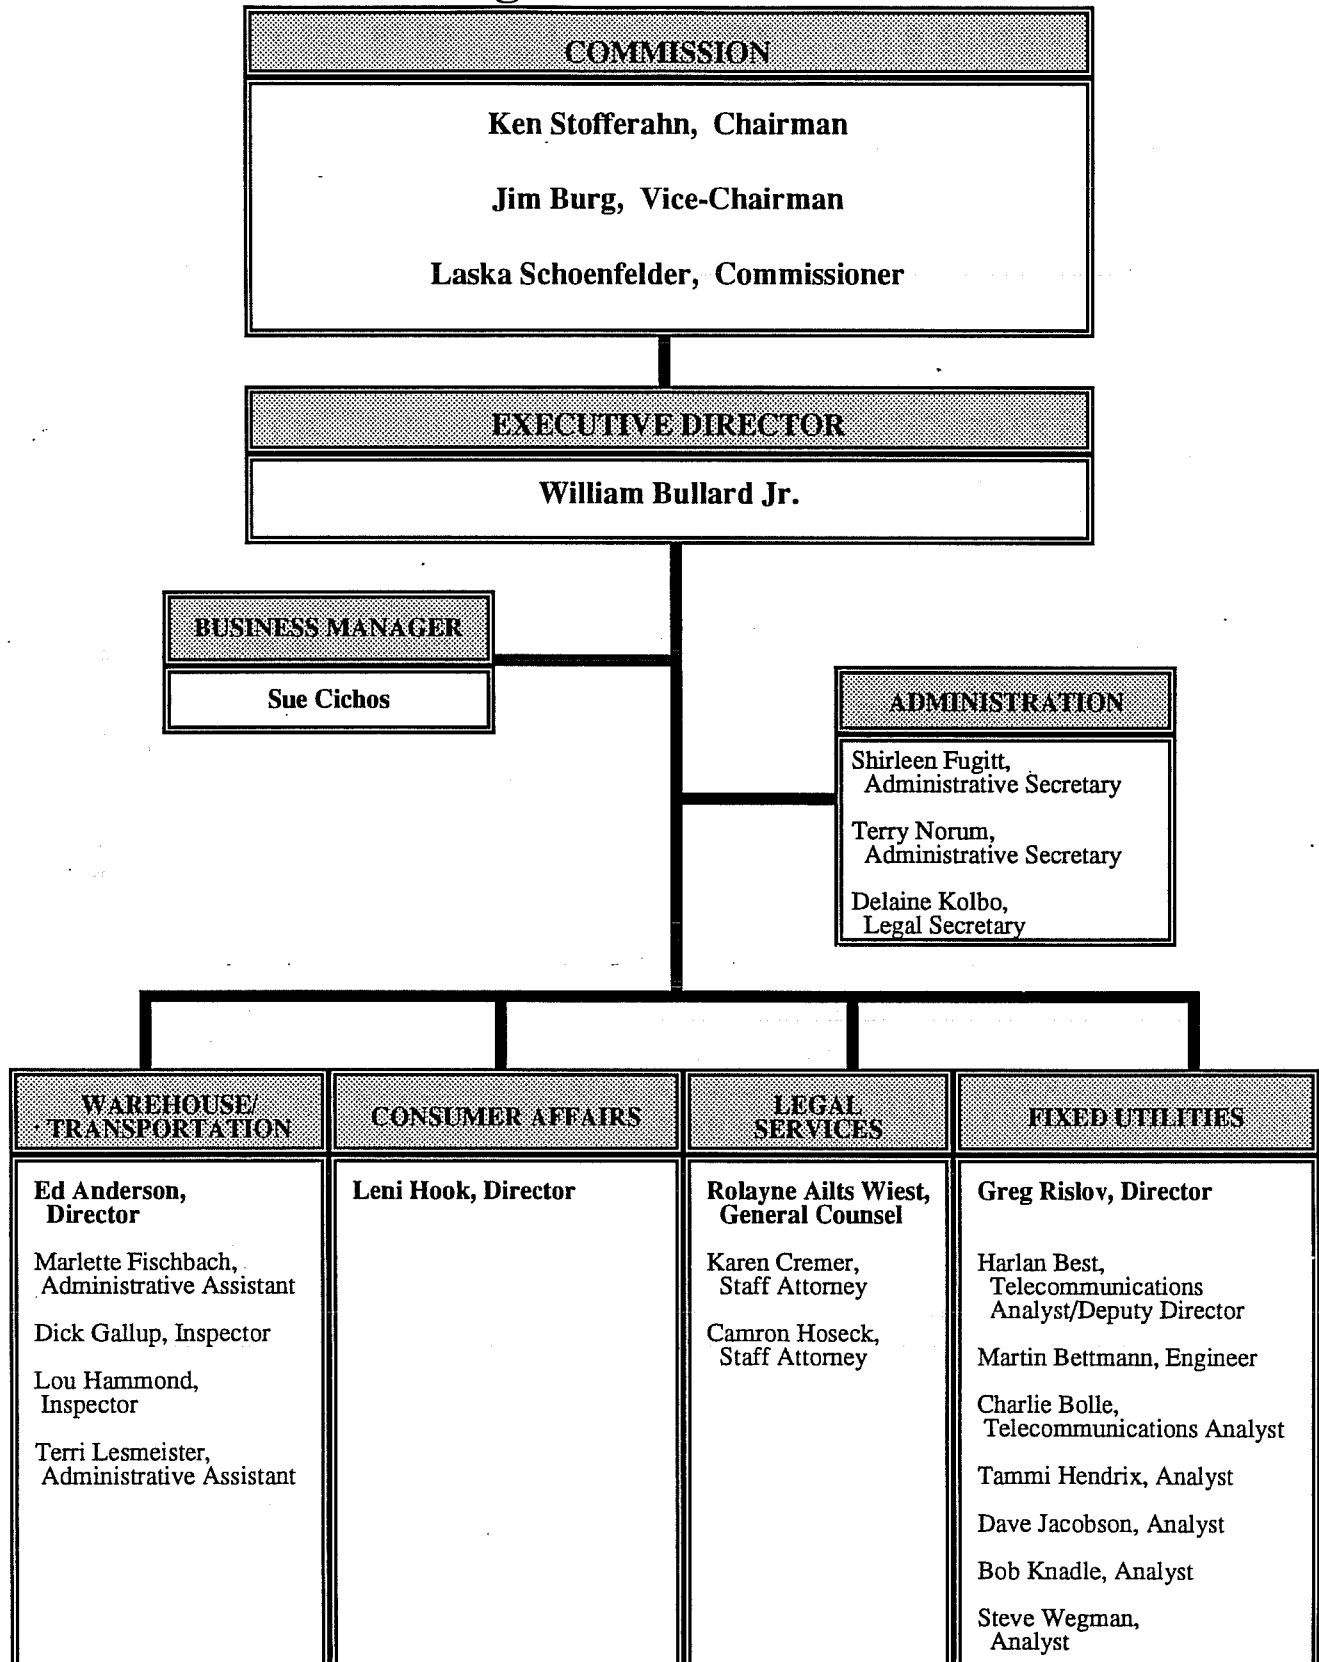 COMMISSION
Ken Stofferahn, Chairman
Jim Burg, Vice-Chairman
Laska Schoenfelder, Commissioner
EXECUTIVE DIRECTOR
William Bullard Jr.
BUSINESS MANAGER
Sue Cichos
ADMINISTRATION
Shirleen Fugitt,
Administrative Secretary
Terry Norum,
Administrative Secretary
Delaine Kolbo,
Legal Secretary
WAREHOUSE/
TRANSPORTATION
Ed Anderson,
Director
Marlette Fischbach,
Administrative Assistant
Dick Gallup, Inspector
Lou Hammond,
Inspector
Terri Lesmeister,
Administrative Assistant
CONSUMER AFFAIRS
Leni Hook, Director
LEGAL
SERVICES
Rolayne Ailts Wiest,
General Counsel
Karen Cremer,
Staff Attorney
Camron Hoseck,
Staff Attorney
FIXED UTILITIES
Greg Rislov, Director
Harlan Best,
Telecommunications
Analyst/Deputy Director
Martin Bettmann, Engineer
Charlie Bolle,
Telecommunications Analyst
Tammi Hendrix, Analyst
Dave Jacobson, Analyst
Bob Knadle, Analyst
Steve Wegman,
Analyst